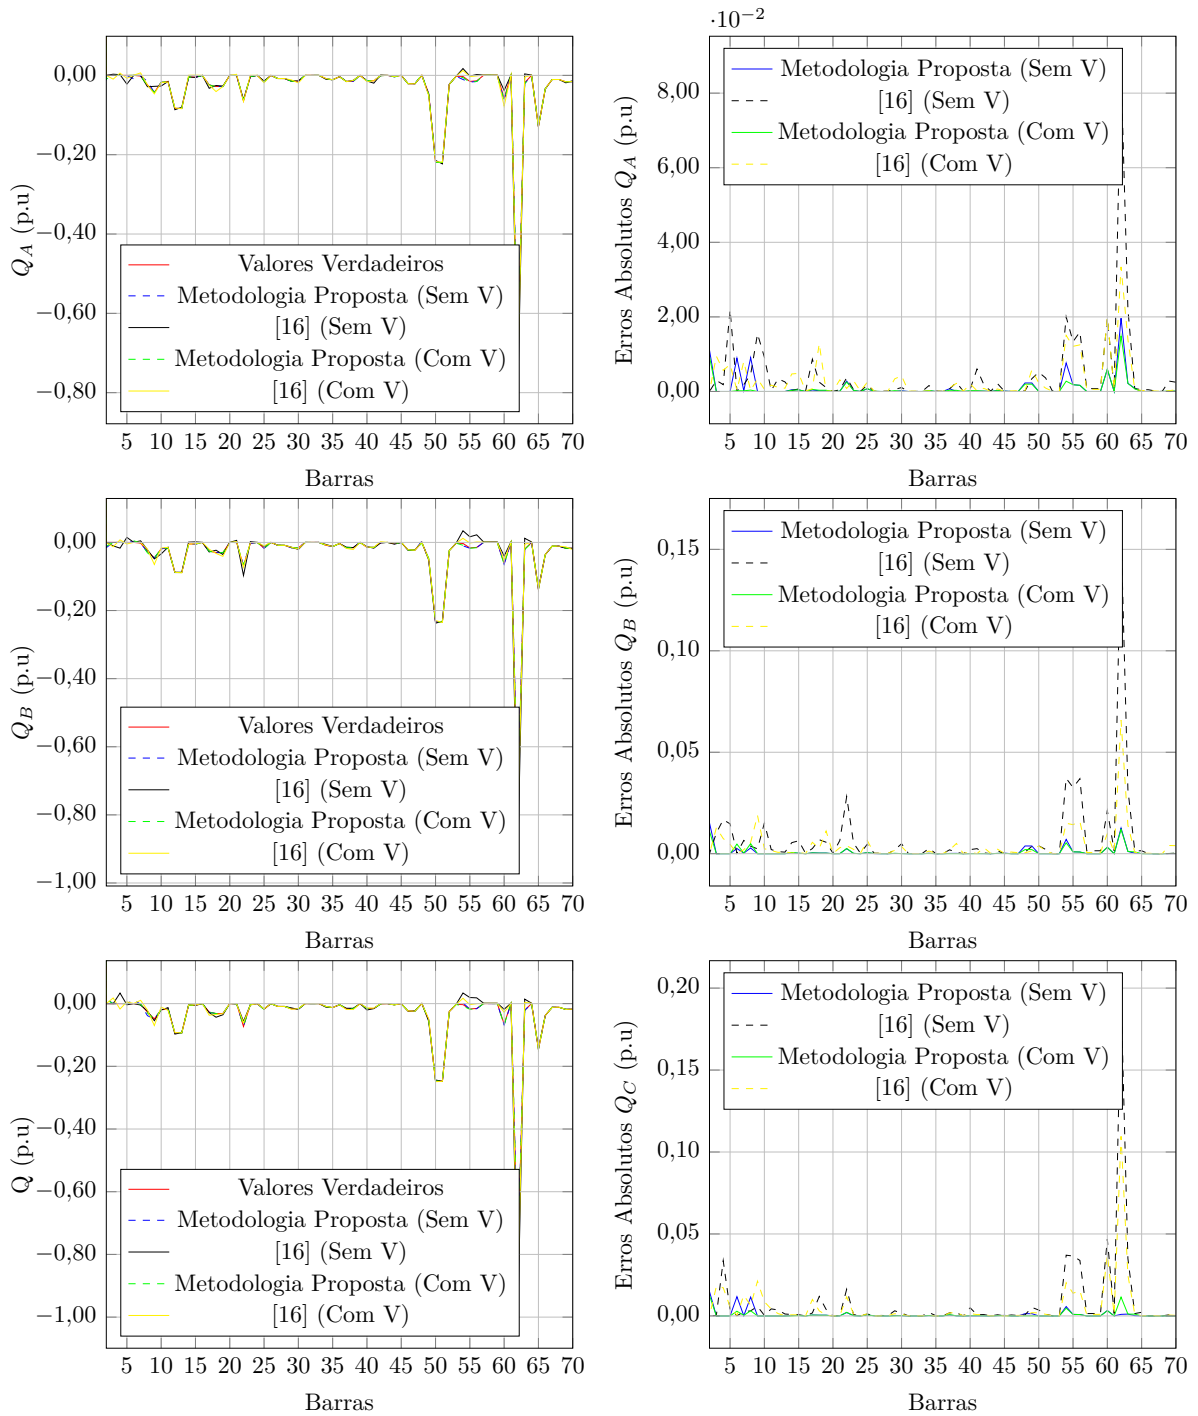 0,00
−0,20
−0,40
−0,60
−0,80
Q_A (p.u)
Valores Verdadeiros
Metodologia Proposta (Sem V)
[16] (Sem V)
Metodologia Proposta (Com V)
[16] (Com V)
5 10 15 20 25 30 35 40 45 50 55 60 65 70
Barras
·10⁻²
8,00
6,00
4,00
2,00
0,00
Erros Absolutos Q_A (p.u)
Metodologia Proposta (Sem V)
[16] (Sem V)
Metodologia Proposta (Com V)
[16] (Com V)
5 10 15 20 25 30 35 40 45 50 55 60 65 70
Barras
0,00
−0,20
−0,40
−0,60
−0,80
−1,00
Q_B (p.u)
Valores Verdadeiros
Metodologia Proposta (Sem V)
[16] (Sem V)
Metodologia Proposta (Com V)
[16] (Com V)
5 10 15 20 25 30 35 40 45 50 55 60 65 70
Barras
0,15
0,10
0,05
0,00
Erros Absolutos Q_B (p.u)
Metodologia Proposta (Sem V)
[16] (Sem V)
Metodologia Proposta (Com V)
[16] (Com V)
5 10 15 20 25 30 35 40 45 50 55 60 65 70
Barras
0,00
−0,20
−0,40
−0,60
−0,80
−1,00
Q (p.u)
Valores Verdadeiros
Metodologia Proposta (Sem V)
[16] (Sem V)
Metodologia Proposta (Com V)
[16] (Com V)
5 10 15 20 25 30 35 40 45 50 55 60 65 70
Barras
0,20
0,15
0,10
0,05
0,00
Erros Absolutos Q_C (p.u)
Metodologia Proposta (Sem V)
[16] (Sem V)
Metodologia Proposta (Com V)
[16] (Com V)
5 10 15 20 25 30 35 40 45 50 55 60 65 70
Barras